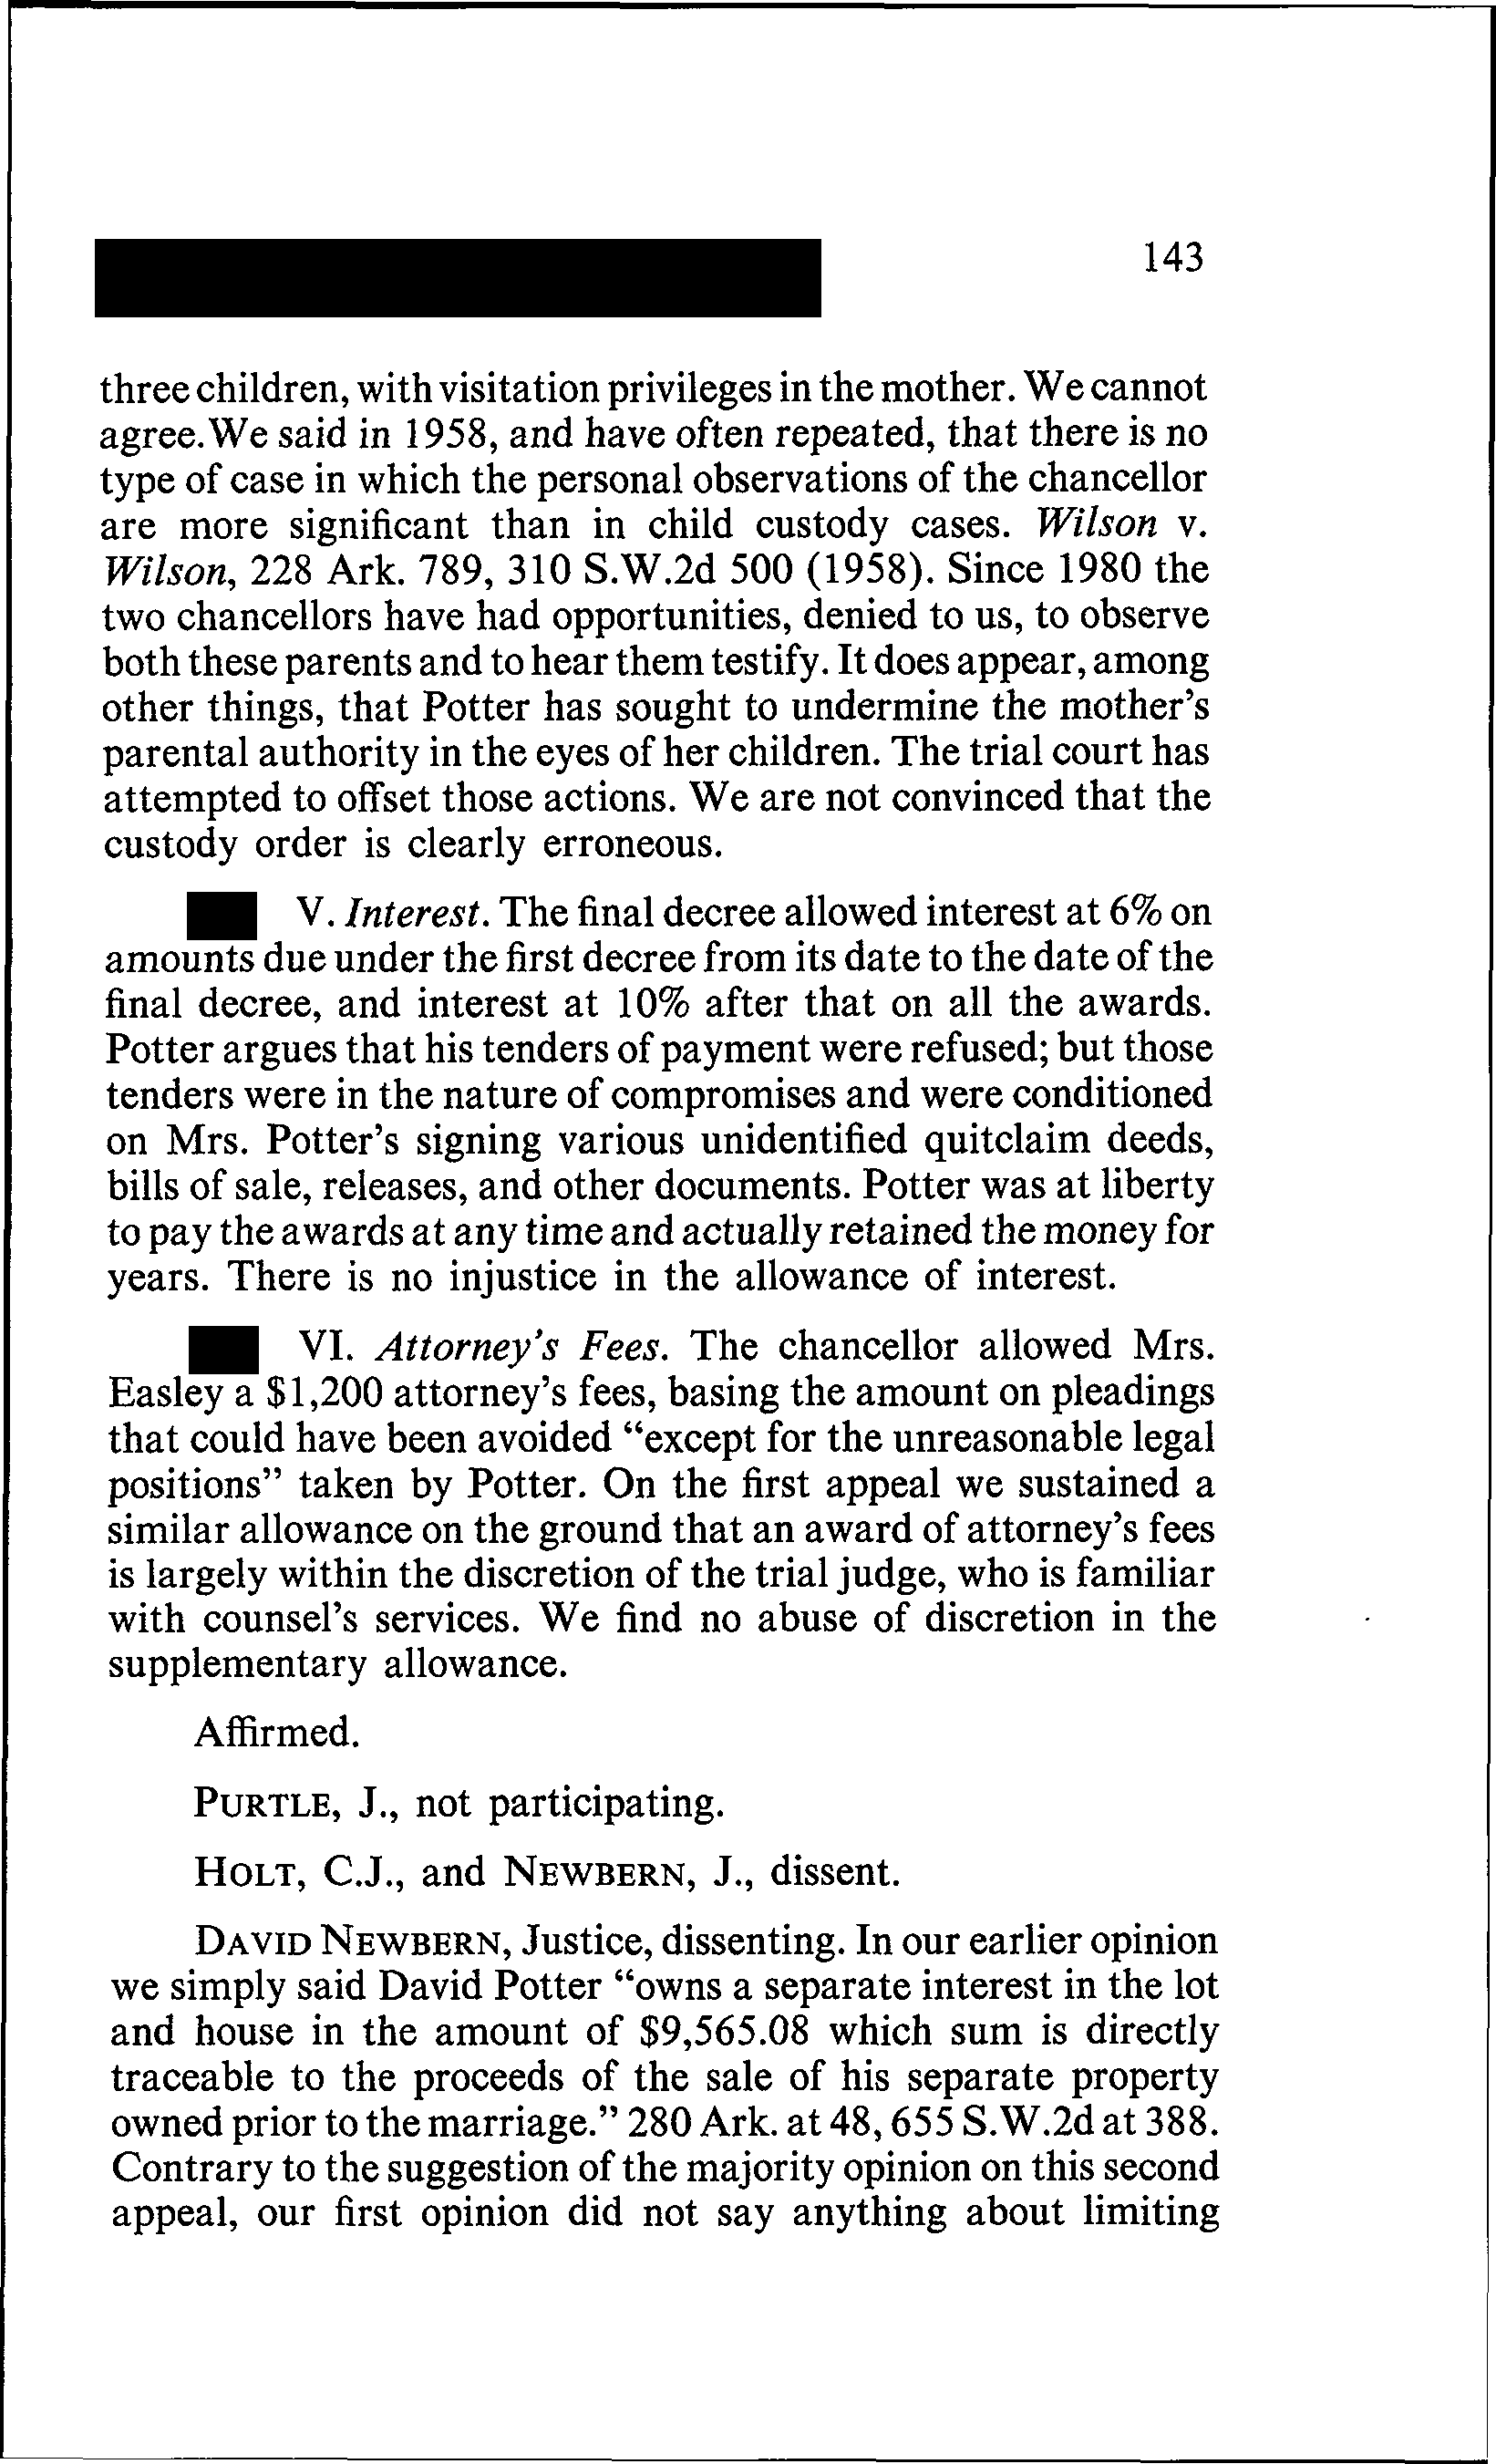 143
three children, with visitation privileges in the mother. We cannot
agree.We said in 1958, and have often repeated, that there is no
type of case in which the personal observations of the chancellor
are more significant than in child custody cases. Wilson v.
Wilson, 228 Ark. 789, 310 S.W.2d 500 (1958). Since 1980 the
two chancellors have had opportunities, denied to us, to observe
both these parents and to hear them testify. It does appear, among
other things, that Potter has sought to undermine the mother's
parental authority in the eyes of her children. The trial court has
attempted to offset those actions. We are not convinced that the
custody order is clearly erroneous.
V. Interest. The final decree allowed interest at 6% on
amounts due under the first decree from its date to the date of the
final decree, and interest at 10% after that on all the awards.
Potter argues that his tenders of payment were refused; but those
tenders were in the nature of compromises and were conditioned
on Mrs. Potter's signing various unidentified quitclaim deeds,
bills of sale, releases, and other documents. Potter was at liberty
to pay the awards at any time and actually retained the money for
years. There is no injustice in the allowance of interest.
VI. Attorney's Fees. The chancellor allowed Mrs.
Easley a $1,200 attorney's fees, basing the amount on pleadings
that could have been avoided “except for the unreasonable legal
positions” taken by Potter. On the first appeal we sustained a
similar allowance on the ground that an award of attorney's fees
is largely within the discretion of the trial judge, who is familiar
with counsel's services. We find no abuse of discretion in the
supplementary allowance.
Affirmed.
PURTLE, J., not participating.
HOLT, C.J., and NEWBERN, J., dissent.
DAVID NEWBERN, Justice, dissenting. In our earlier opinion
we simply said David Potter “owns a separate interest in the lot
and house in the amount of $9,565.08 which sum is directly
traceable to the proceeds of the sale of his separate property
owned prior to the marriage.” 280 Ark. at 48, 655 S.W.2d at 388.
Contrary to the suggestion of the majority opinion on this second
appeal, our first opinion did not say anything about limiting